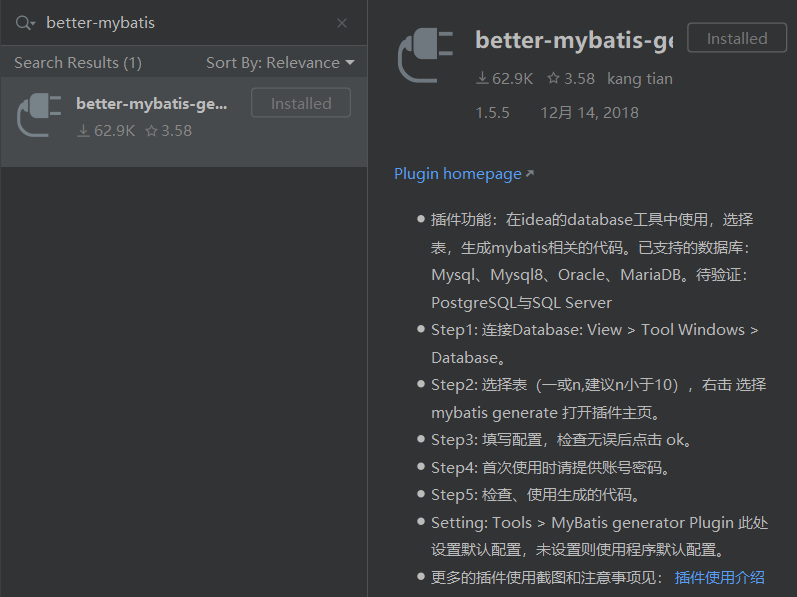 better-mybatis
Search Results (1)
Sort By: Relevance
better-mybatis-ge...
Installed
62.9K
3.58
better-mybatis-ge
Installed
62.9K
3.58
kang tian
1.5.5
12月 14, 2018
Plugin homepage
插件功能：在idea的database工具中使用，选择
表，生成mybatis相关的代码。已支持的数据库：
Mysql、Mysql8、Oracle、MariaDB。待验证：
PostgreSQL与SQL Server
Step1: 连接Database: View > Tool Windows >
Database。
Step2: 选择表（一或n,建议n小于10），右击 选择
mybatis generate 打开插件主页。
Step3: 填写配置，检查无误后点击 ok。
Step4: 首次使用时请提供账号密码。
Step5: 检查、使用生成的代码。
Setting: Tools > MyBatis generator Plugin 此处
设置默认配置，未设置则使用程序默认配置。
更多的插件使用截图和注意事项见： 插件使用介绍